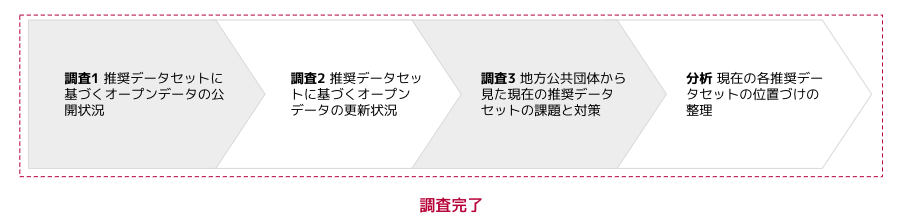 調査1 推奨データセットに
基づくオープンデータの公
開状況
調査2 推奨データセッ
トに基づくオープン
データの更新状況
調査3 地方公共団体から
見た現在の推奨データ
セットの課題と対策
分析 現在の各推奨デー
タセットの位置づけの
整理
調査完了